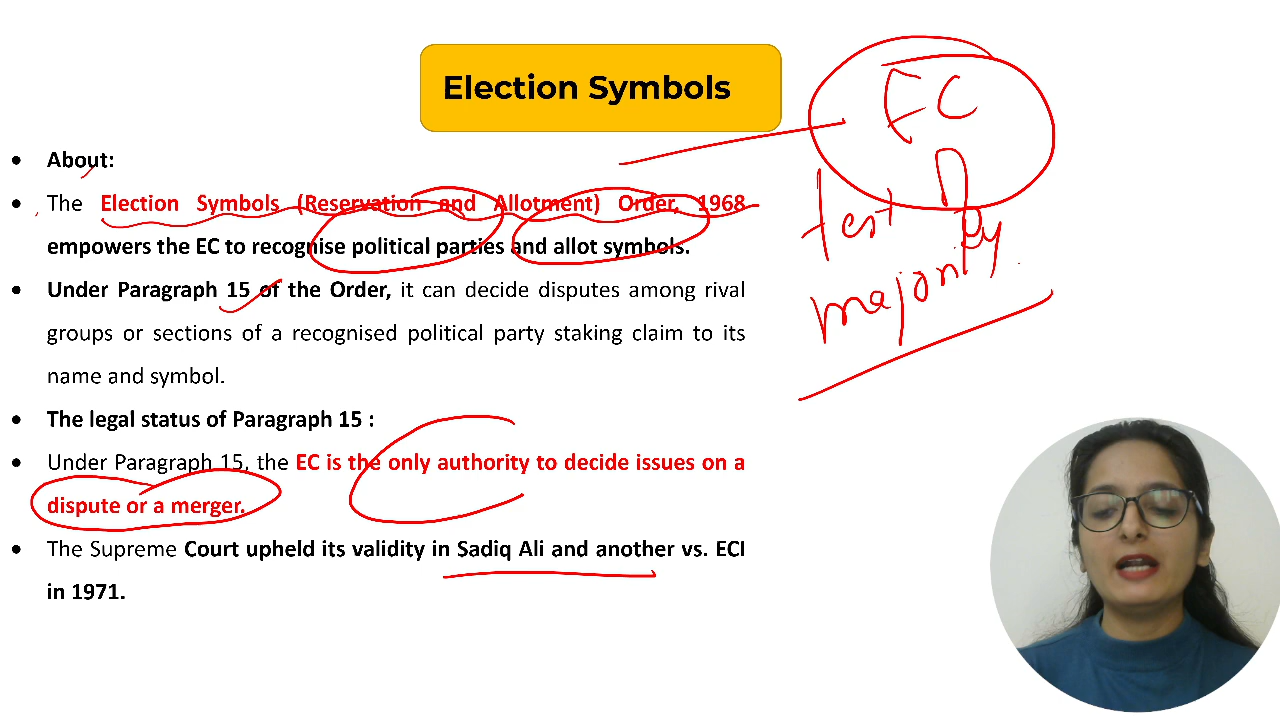 Election Symbols
EC
• About:
• The Election Symbols (Reservation and Allotment) Order, 1968
empowers the EC to recognise political parties and allot symbols.
test
majority
• Under Paragraph 15 of the Order, it can decide disputes among rival
groups or sections of a recognised political party staking claim to its
name and symbol.
• The legal status of Paragraph 15 :
• Under Paragraph 15, the EC is the only authority to decide issues on a
dispute or a merger.
• The Supreme Court upheld its validity in Sadiq Ali and another vs. ECI
in 1971.